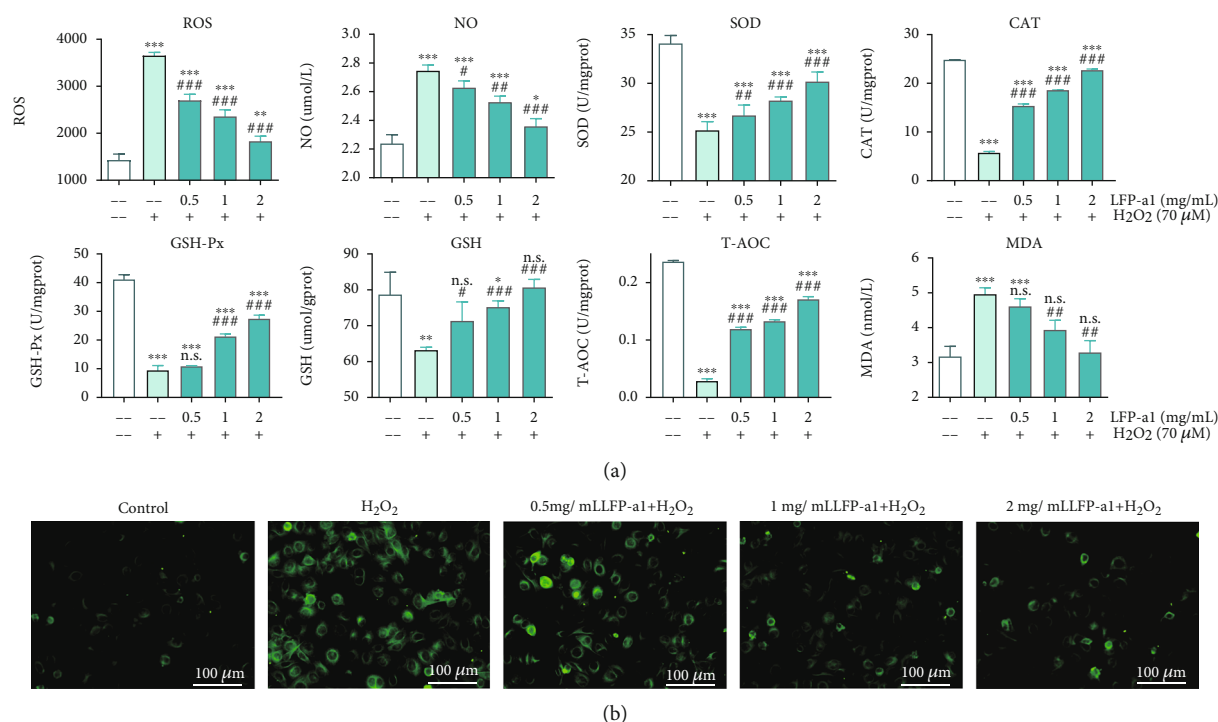 ROS
NO
SOD
CAT
ROS
4000
3000
2000
1000
***
***
###
***
###
**
###
NO (umol/L)
3.0
2.8
2.6
2.4
2.2
2.0
***
***
#
***
##
*
###
SOD (U/mgprot)
35
30
25
20
***
***
##
***
###
***
###
CAT (U/mgprot)
30
20
10
0
***
***
###
***
###
***
###
-- -- 0.5 1 2 -- -- 0.5 1 2 -- -- 0.5 1 2 -- -- 0.5 1 2 LFP-a1 (mg/mL)
-- + + + + -- + + + + -- + + + + -- + + + + H2O2 (70 μM)
GSH-Px
GSH
T-AOC
MDA
GSH-Px (U/mgprot)
50
40
30
20
10
0
***
***
n.s.
***
###
***
###
GSH (umol/gprot)
90
80
70
60
50
**
n.s.
#
*
###
n.s.
###
T-AOC (U/mgprot)
0.2
0.1
0.0
***
***
###
***
###
***
###
MDA (nmol/L)
6
5
4
3
2
***
***
n.s.
n.s.
##
n.s.
##
-- -- 0.5 1 2 -- -- 0.5 1 2 -- -- 0.5 1 2 -- -- 0.5 1 2 LFP-a1 (mg/mL)
-- + + + + -- + + + + -- + + + + -- + + + + H2O2 (70 μM)
(a)
Control
H₂O₂
0.5mg/ mLLFP-a1+H₂O₂
1 mg/ mLLFP-a1+H₂O₂
2 mg/ mLLFP-a1+H₂O₂
100 μm
100 μm
100 μm
100 μm
100 μm
(b)